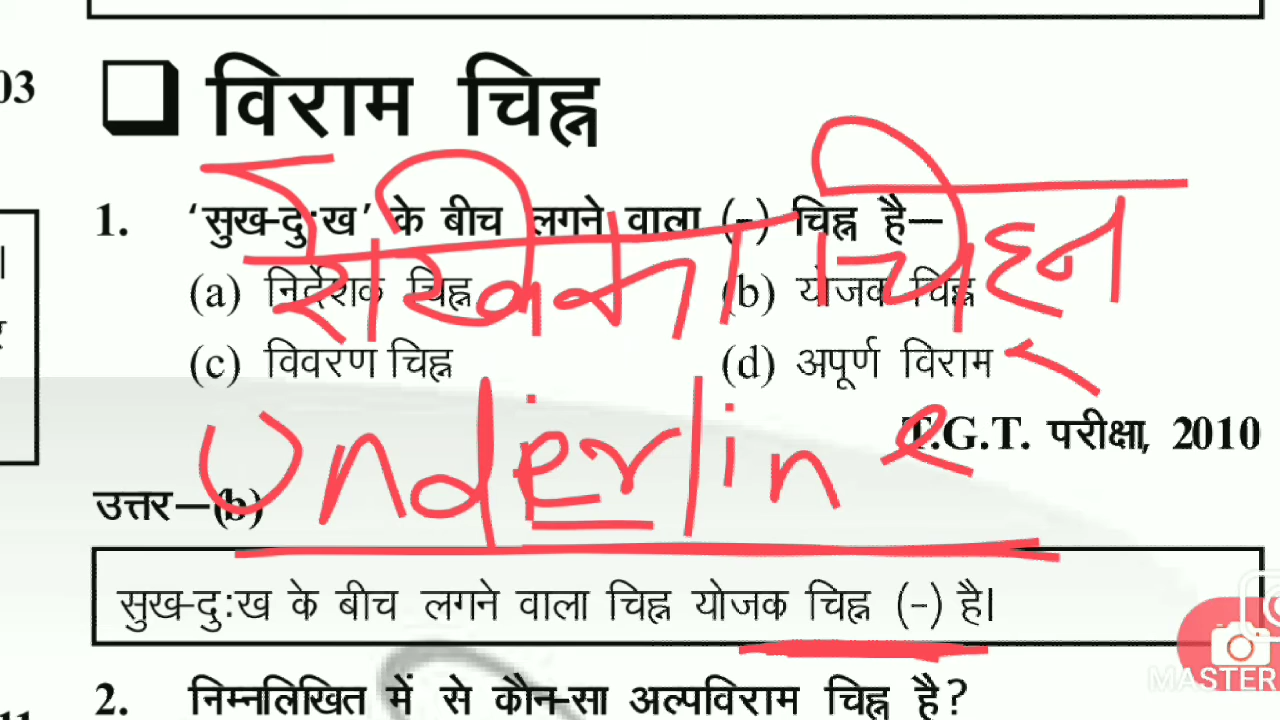 03
विराम चिह्न
1. 'सुख-दु:ख' के बीच लगने वाला (-) चिह्न है—
(a) निर्देशक चिह्न (b) योजक चिह्न
(c) विवरण चिह्न (d) अपूर्ण विराम
T.G.T. परीक्षा, 2010
उत्तर—(b)
चिहन
Underline
सुख-दु:ख के बीच लगने वाला चिह्न योजक चिह्न (-) है।
2. निम्नलिखित में से कौन-सा अल्पविराम चिह्न है?
MASTER